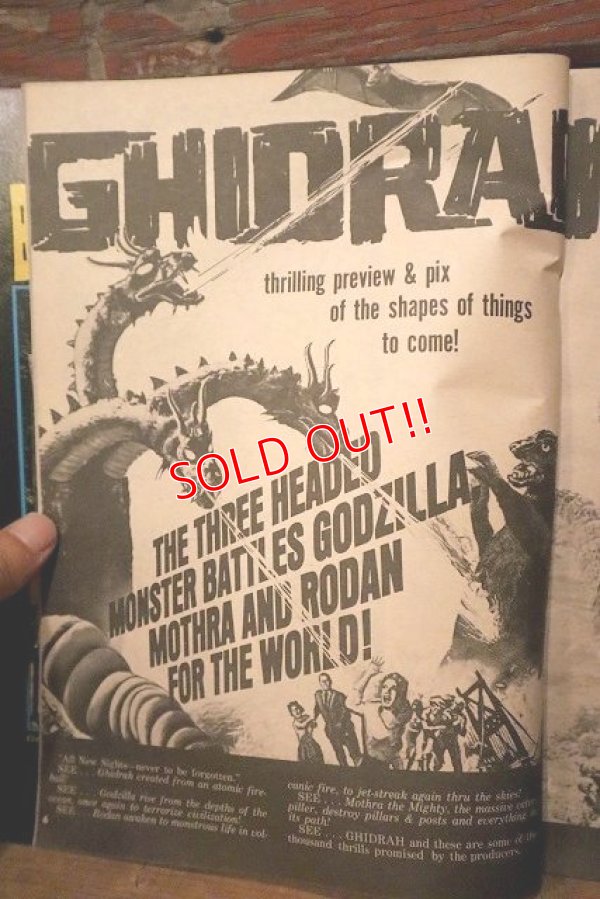 GHIDRAH
thrilling preview & pix
of the shapes of things
to come!
SOLD OUT!!
THE THREE HEADED
MONSTER BATTLES GODZILLA
MOTHRA AND RODAN
FOR THE WORLD!
"All New Sights—never to be forgotten."
SEE . . . Ghidrah created from an atomic fire-
ball!
SEE . . . Godzilla rise from the depths of the
ocean, once again to terrorize civilization!
SEE . . . Rodan awaken to monstrous life in vol-
6
canic fire, to jet-streak again thru the skies!
SEE . . . Mothra the Mighty, the massive
piller, destroy pillars & posts and everything
its path!
SEE . . . GHIDRAH and these are some of the
thousand thrills promised by the producers.